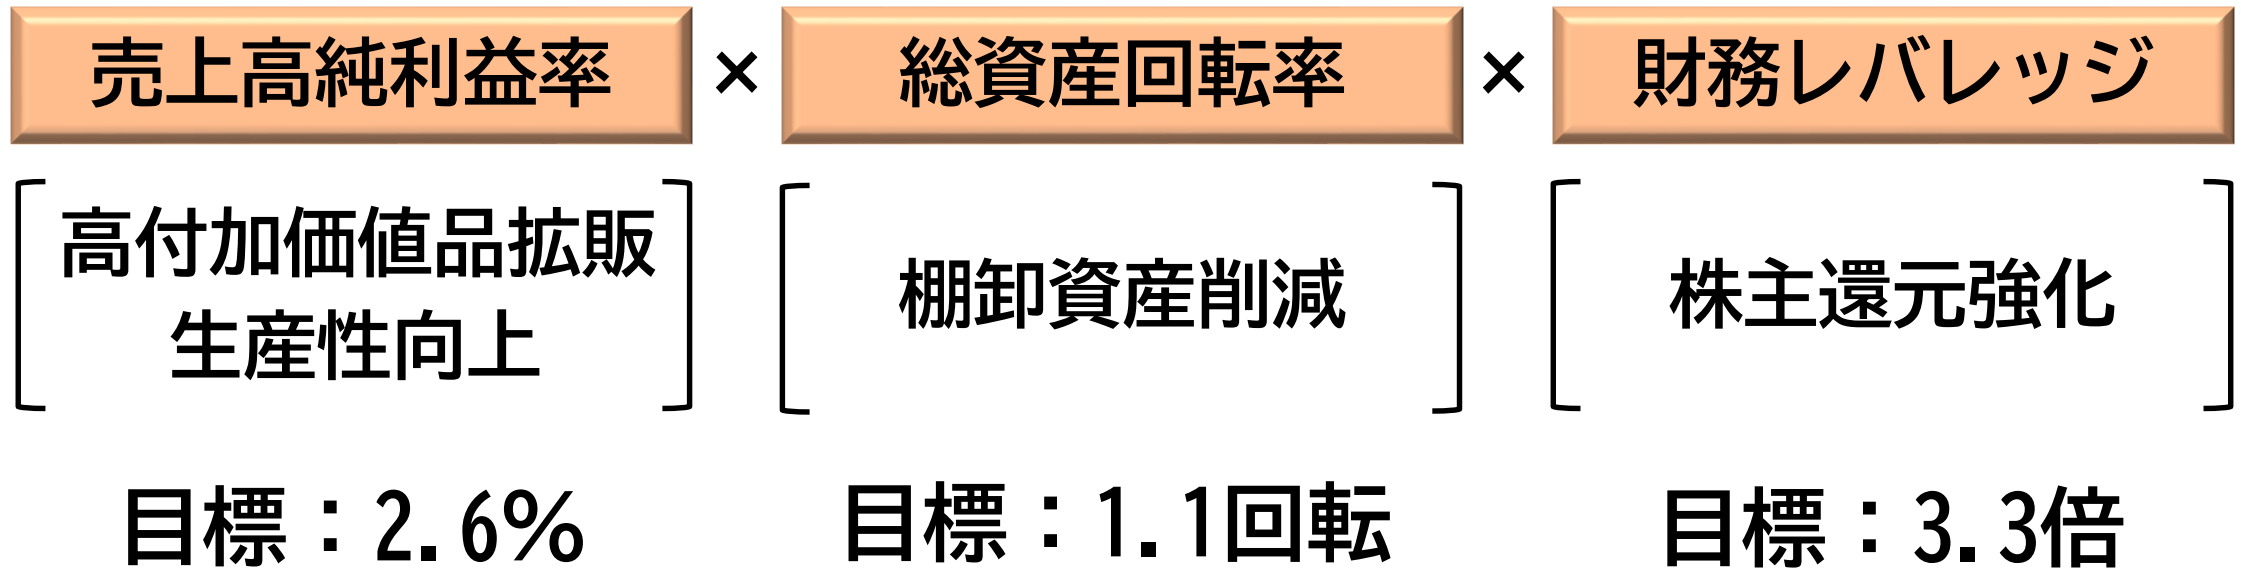 売上高純利益率 × 総資産回転率 × 財務レバレッジ
高付加価値品拡販
生産性向上
棚卸資産削減
株主還元強化
目標：2.6% 目標：1.1回転 目標：3.3倍